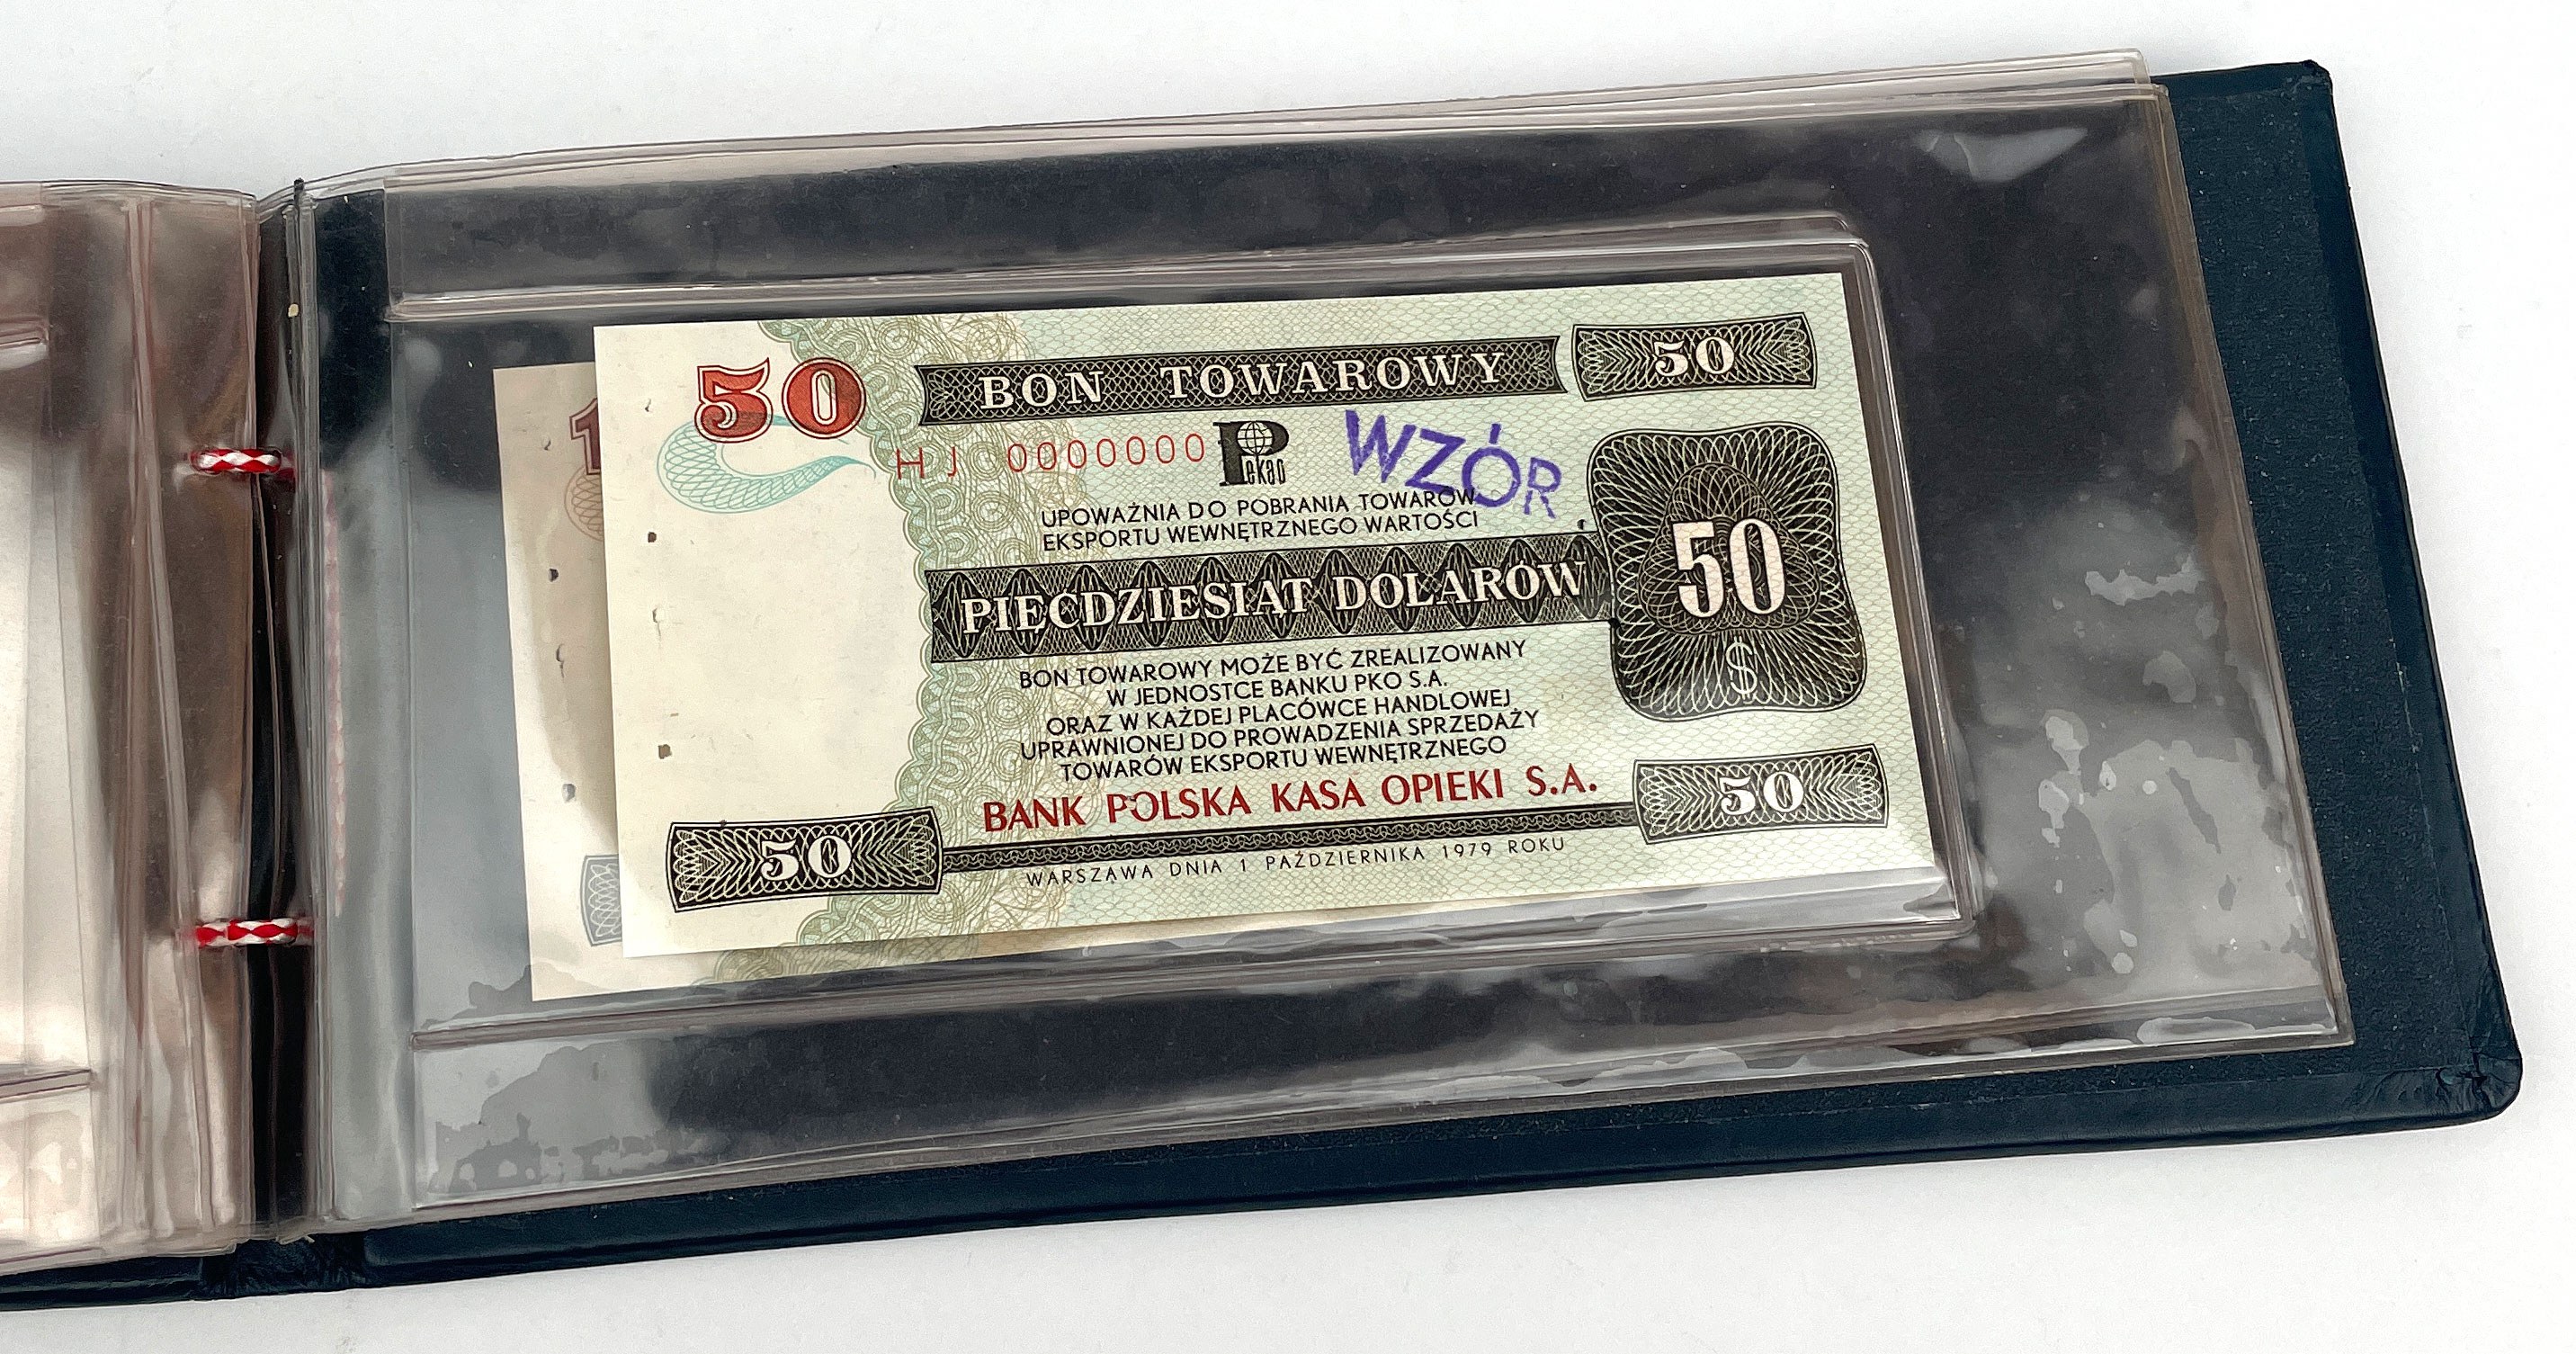 50
BON TOWAROWY
50
HJ 0000000
Pekao
WZÓR
UPOWAŻNIA DO POBRANIA TOWARÓW
EKSPORTU WEWNĘTRZNEGO WARTOŚCI
PIĘĆDZIESIĄT DOLARÓW
50
$
BON TOWAROWY MOŻE BYĆ ZREALIZOWANY
W JEDNOSTCE BANKU PKO S.A.
ORAZ W KAŻDEJ PLACÓWCE HANDLOWEJ
UPRAWNIONEJ DO PROWADZENIA SPRZEDAŻY
TOWARÓW EKSPORTU WEWNĘTRZNEGO
BANK POLSKA KASA OPIEKI S.A.
50
50
WARSZAWA DNIA 1 PAŹDZIERNIKA 1979 ROKU